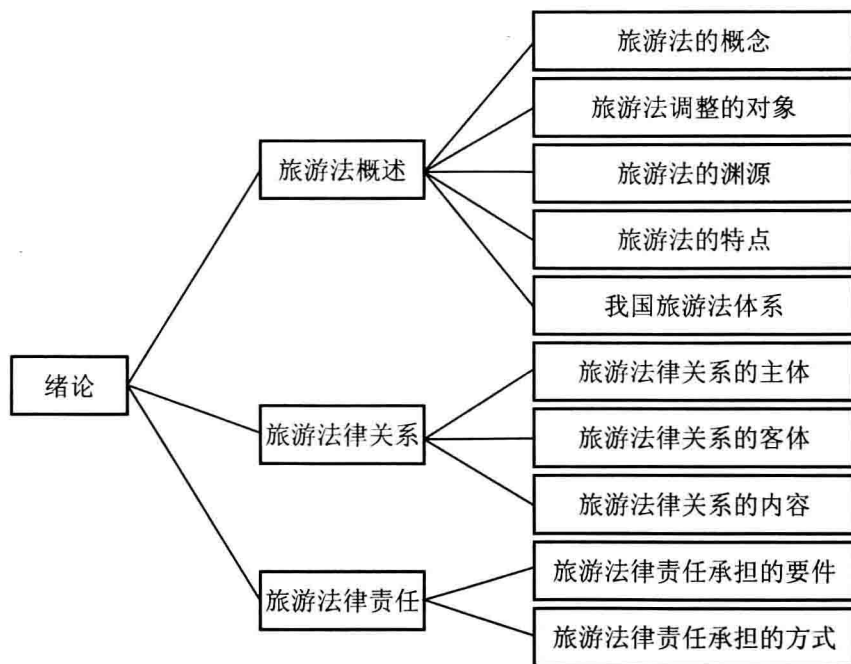 绪论
旅游法概述
旅游法的概念
旅游法调整的对象
旅游法的渊源
旅游法的特点
我国旅游法体系
旅游法律关系
旅游法律关系的主体
旅游法律关系的客体
旅游法律关系的内容
旅游法律责任
旅游法律责任承担的要件
旅游法律责任承担的方式